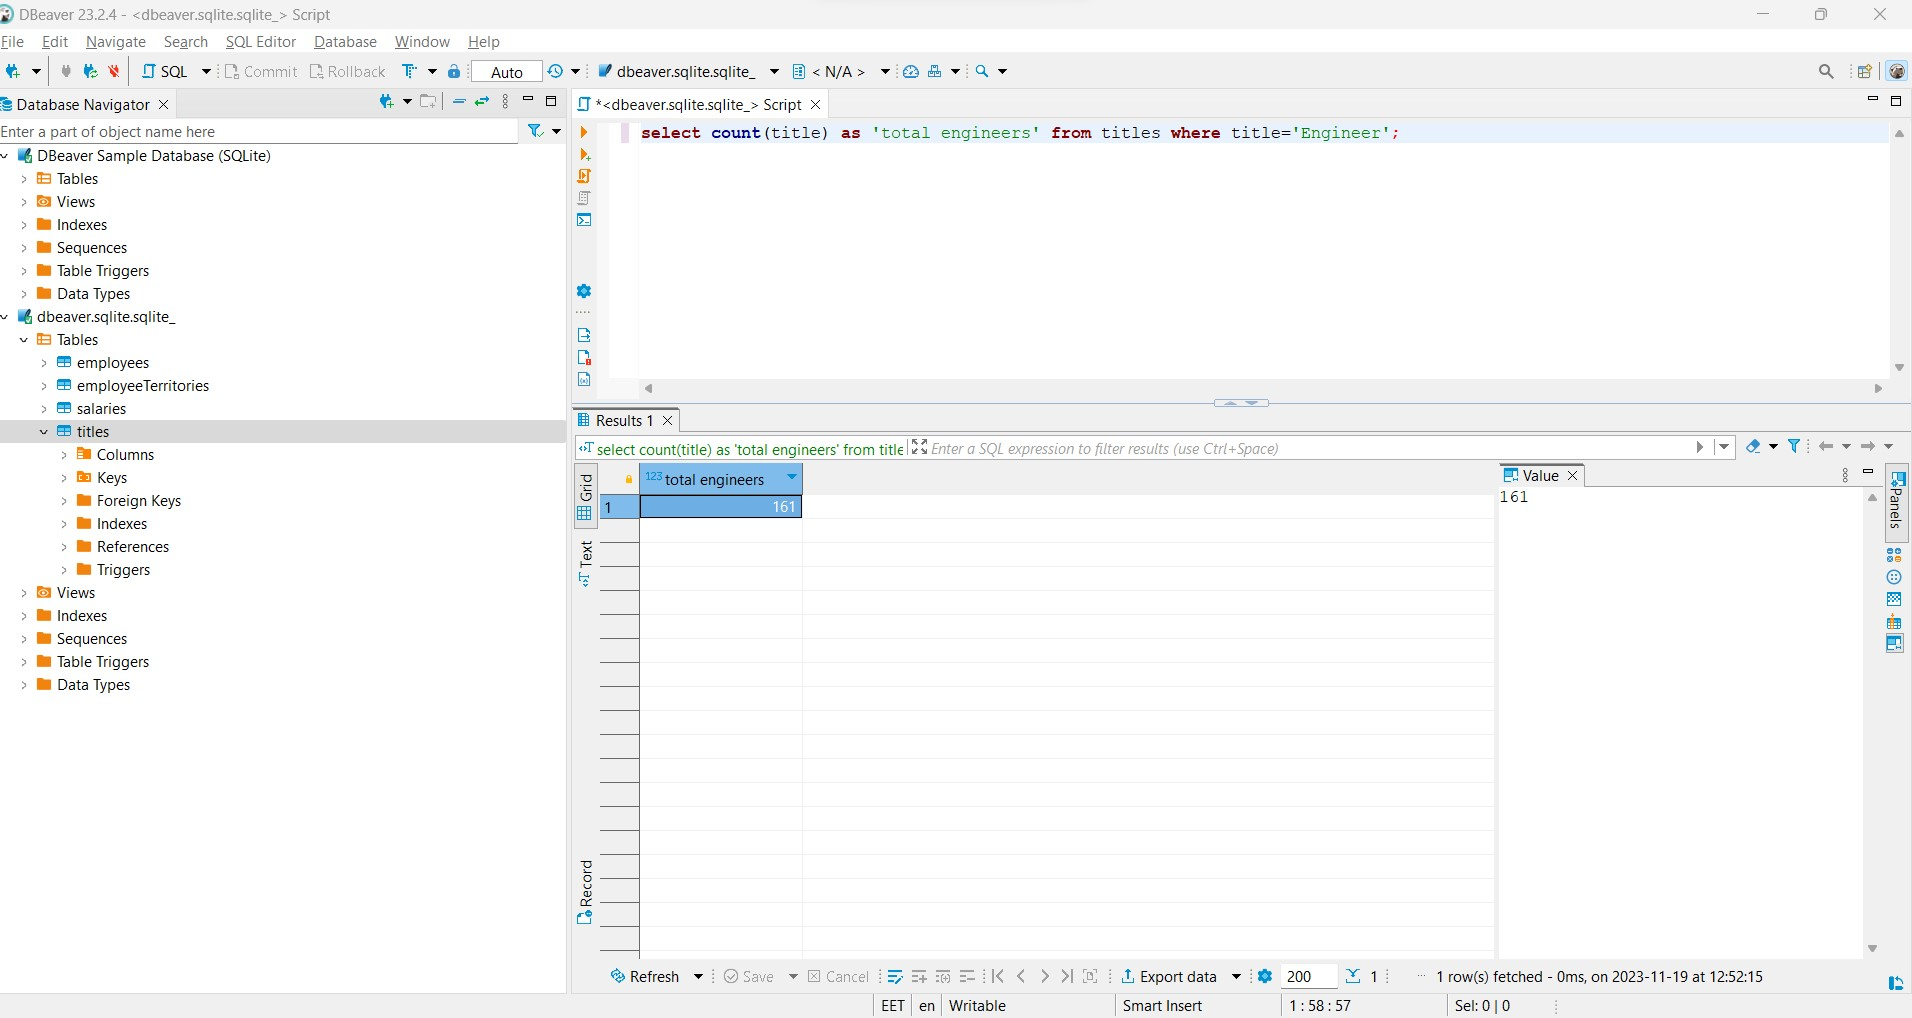 DBeaver 23.2.4 - <dbeaver.sqlite.sqlite_> Script
File Edit Navigate Search SQL Editor Database Window Help
SQL Commit Rollback Auto dbeaver.sqlite.sqlite_ < N/A >
Database Navigator
Enter a part of object name here
DBeaver Sample Database (SQLite)
Tables
Views
Indexes
Sequences
Table Triggers
Data Types
dbeaver.sqlite.sqlite_
Tables
employees
employeeTerritories
salaries
titles
Columns
Keys
Foreign Keys
Indexes
References
Triggers
Views
Indexes
Sequences
Table Triggers
Data Types
*<dbeaver.sqlite.sqlite_> Script
select count(title) as 'total engineers' from titles where title='Engineer';
Results 1
select count(title) as 'total engineers' from title Enter a SQL expression to filter results (use Ctrl+Space)
Grid
Text
Record
123 total engineers
1 161
Value
161
Panels
Refresh Save Cancel Export data 200 1 1 row(s) fetched - 0ms, on 2023-11-19 at 12:52:15
EET en Writable Smart Insert 1 : 58 : 57 Sel: 0 | 0